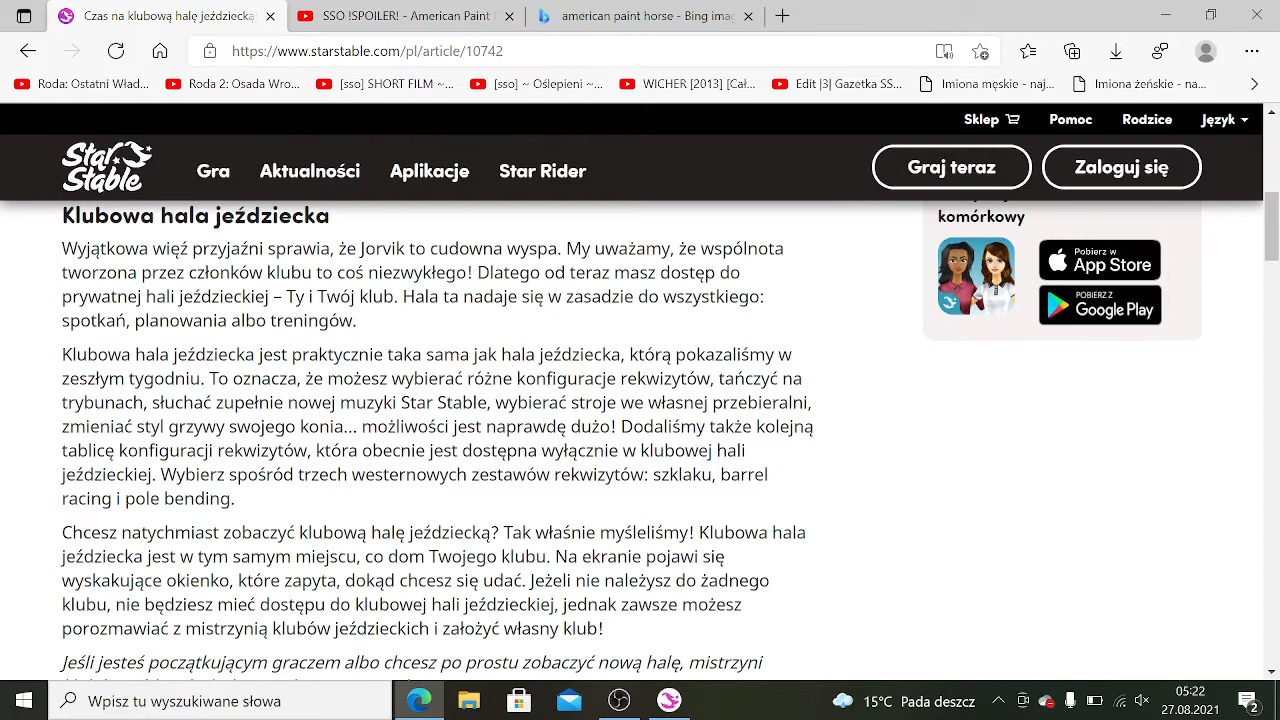 Czas na klubową halę jeździecką
SSO !SPOILER! - American Paint
american paint horse - Bing imag
https://www.starstable.com/pl/article/10742
Roda: Ostatni Wład...
Roda 2: Osada Wro...
[sso] SHORT FILM ~...
[sso] ~ Oślepieni ~...
WICHER [2013] [Cał...
Edit |3| Gazetka SS...
Imiona męskie - naj...
Imiona żeńskie - na...
Sklep
Pomoc
Rodzice
Język
Star Stable
Gra
Aktualności
Aplikacje
Star Rider
Graj teraz
Zaloguj się
Klubowa hala jeździecka
Wyjątkowa więź przyjaźni sprawia, że Jorvik to cudowna wyspa. My uważamy, że wspólnota
tworzona przez członków klubu to coś niezwykłego! Dlatego od teraz masz dostęp do
prywatnej hali jeździeckiej – Ty i Twój klub. Hala ta nadaje się w zasadzie do wszystkiego:
spotkań, planowania albo treningów.
Klubowa hala jeździecka jest praktycznie taka sama jak hala jeździecka, którą pokazaliśmy w
zeszłym tygodniu. To oznacza, że możesz wybierać różne konfiguracje rekwizytów, tańczyć na
trybunach, słuchać zupełnie nowej muzyki Star Stable, wybierać stroje we własnej przebieralni,
zmieniać styl grzywy swojego konia... możliwości jest naprawdę dużo! Dodaliśmy także kolejną
tablicę konfiguracji rekwizytów, która obecnie jest dostępna wyłącznie w klubowej hali
jeździeckiej. Wybierz spośród trzech westernowych zestawów rekwizytów: szklaku, barrel
racing i pole bending.
Chcesz natychmiast zobaczyć klubową halę jeździecką? Tak właśnie myśleliśmy! Klubowa hala
jeździecka jest w tym samym miejscu, co dom Twojego klubu. Na ekranie pojawi się
wyskakujące okienko, które zapyta, dokąd chcesz się udać. Jeżeli nie należysz do żadnego
klubu, nie będziesz mieć dostępu do klubowej hali jeździeckiej, jednak zawsze możesz
porozmawiać z mistrzynią klubów jeździeckich i założyć własny klub!
Jeśli jesteś początkującym graczem albo chcesz po prostu zobaczyć nową halę, mistrzyni
komórkowy
Pobierz w
App Store
POBIERZ Z
Google Play
Wpisz tu wyszukiwane słowa
15°C Pada deszcz
05:22
27.08.2021
2